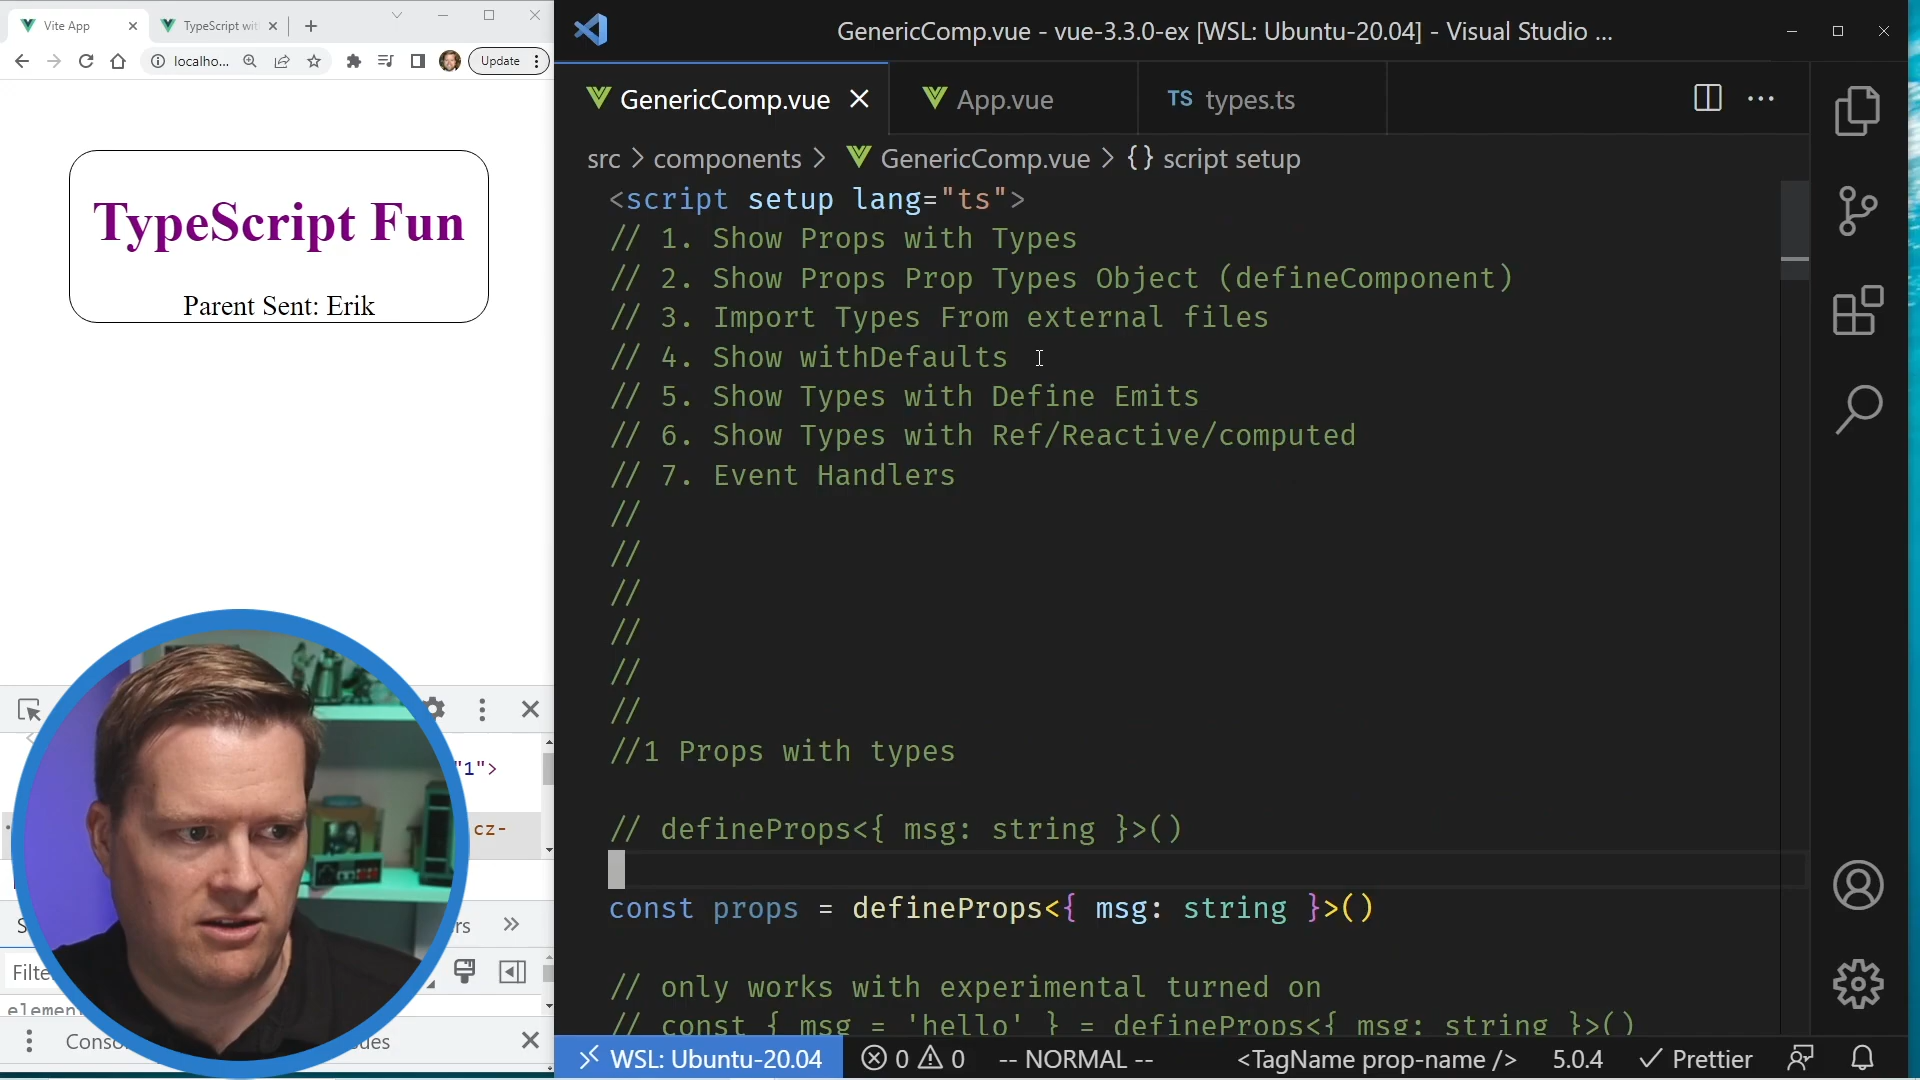 Vite App
TypeScript wit
localho...
Update
TypeScript Fun
Parent Sent: Erik
"1">
cz-
rs
Filte
elemen
Conso
GenericComp.vue - vue-3.3.0-ex [WSL: Ubuntu-20.04] - Visual Studio ...
GenericComp.vue
App.vue
TS types.ts
src > components > GenericComp.vue > {} script setup
<script setup lang="ts">
// 1. Show Props with Types
// 2. Show Props Prop Types Object (defineComponent)
// 3. Import Types From external files
// 4. Show withDefaults
// 5. Show Types with Define Emits
// 6. Show Types with Ref/Reactive/computed
// 7. Event Handlers
//
//
//
//
//
//
//1 Props with types
// defineProps<{ msg: string }>()
const props = defineProps<{ msg: string }>()
// only works with experimental turned on
// const { msg = 'hello' } = defineProps<{ msg: string }>()
WSL: Ubuntu-20.04
0
0
-- NORMAL --
<TagName prop-name />
5.0.4
Prettier